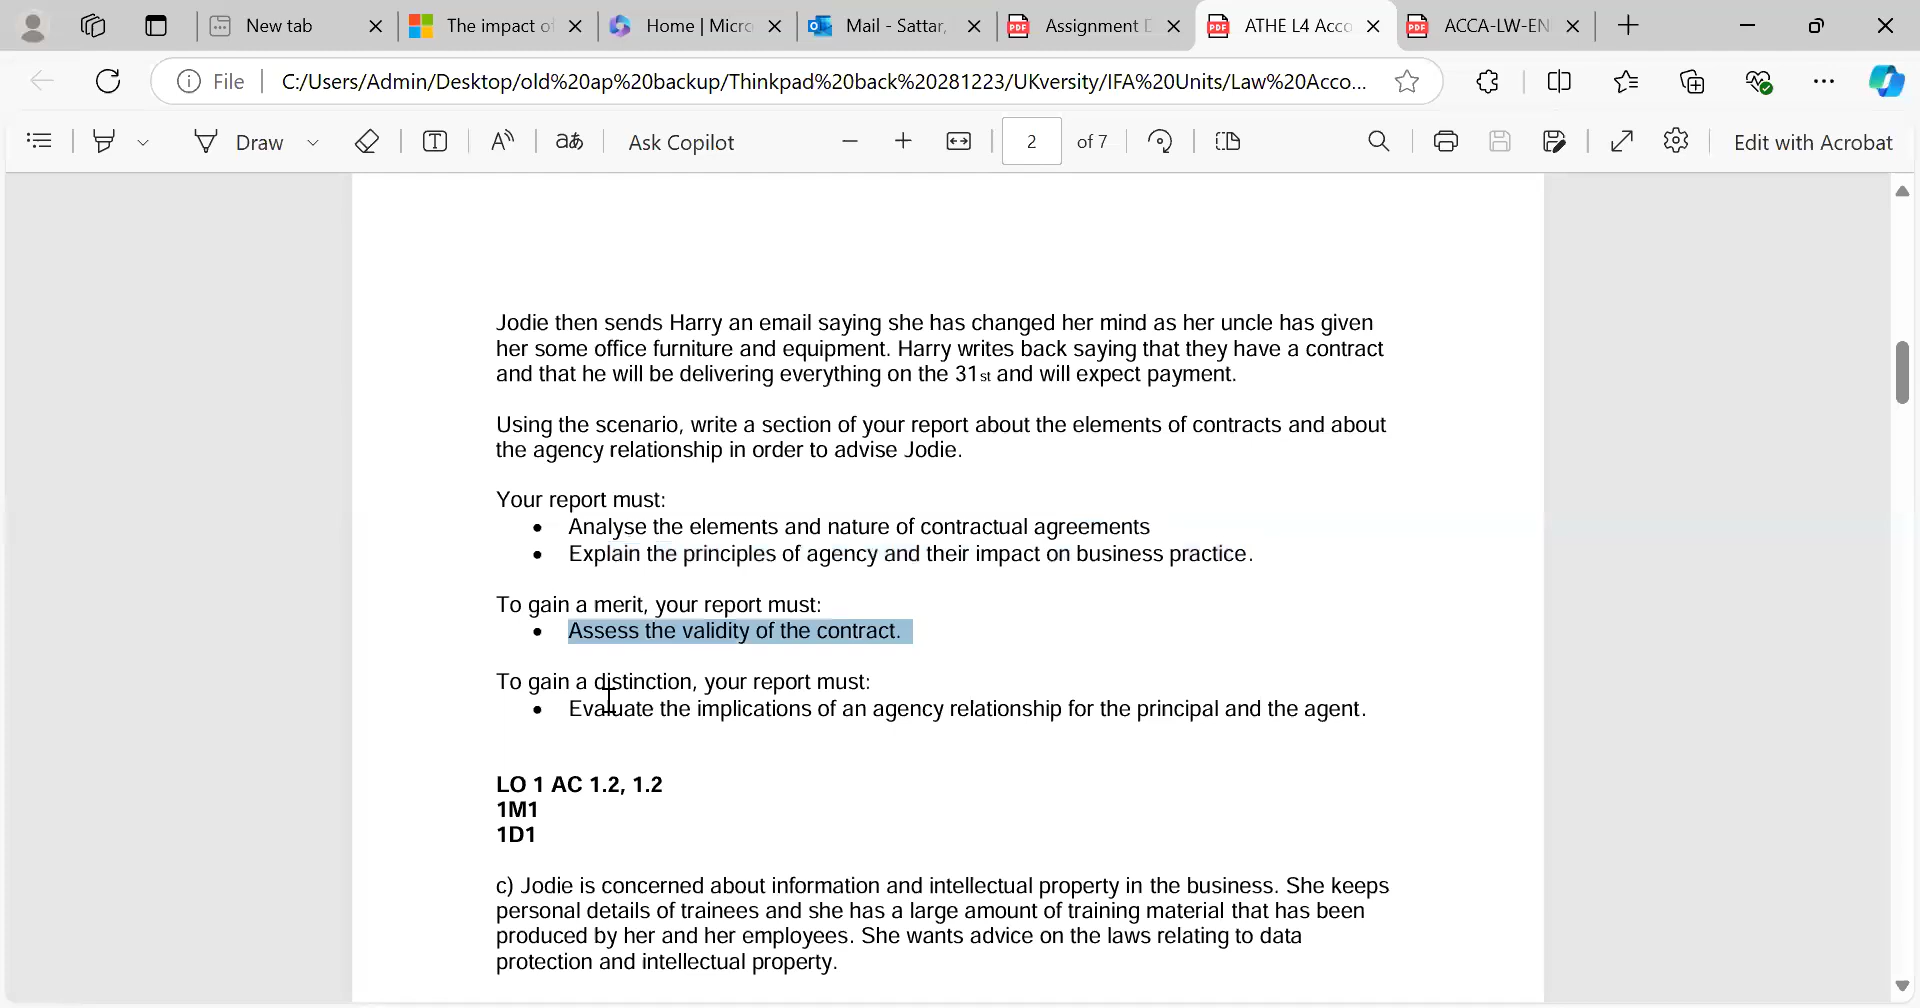 New tab
The impact of
Home | Micro
Mail - Sattar,
Assignment E
ATHE L4 Acco
ACCA-LW-EN
File
C:/Users/Admin/Desktop/old%20ap%20backup/Thinkpad%20back%20281223/UKversity/IFA%20Units/Law%20Acco...
Draw
Ask Copilot
2 of 7
Edit with Acrobat
Jodie then sends Harry an email saying she has changed her mind as her uncle has given
her some office furniture and equipment. Harry writes back saying that they have a contract
and that he will be delivering everything on the 31st and will expect payment.
Using the scenario, write a section of your report about the elements of contracts and about
the agency relationship in order to advise Jodie.
Your report must:
• Analyse the elements and nature of contractual agreements
• Explain the principles of agency and their impact on business practice.
To gain a merit, your report must:
• Assess the validity of the contract.
To gain a distinction, your report must:
• Evaluate the implications of an agency relationship for the principal and the agent.
LO 1 AC 1.2, 1.2
1M1
1D1
c) Jodie is concerned about information and intellectual property in the business. She keeps
personal details of trainees and she has a large amount of training material that has been
produced by her and her employees. She wants advice on the laws relating to data
protection and intellectual property.